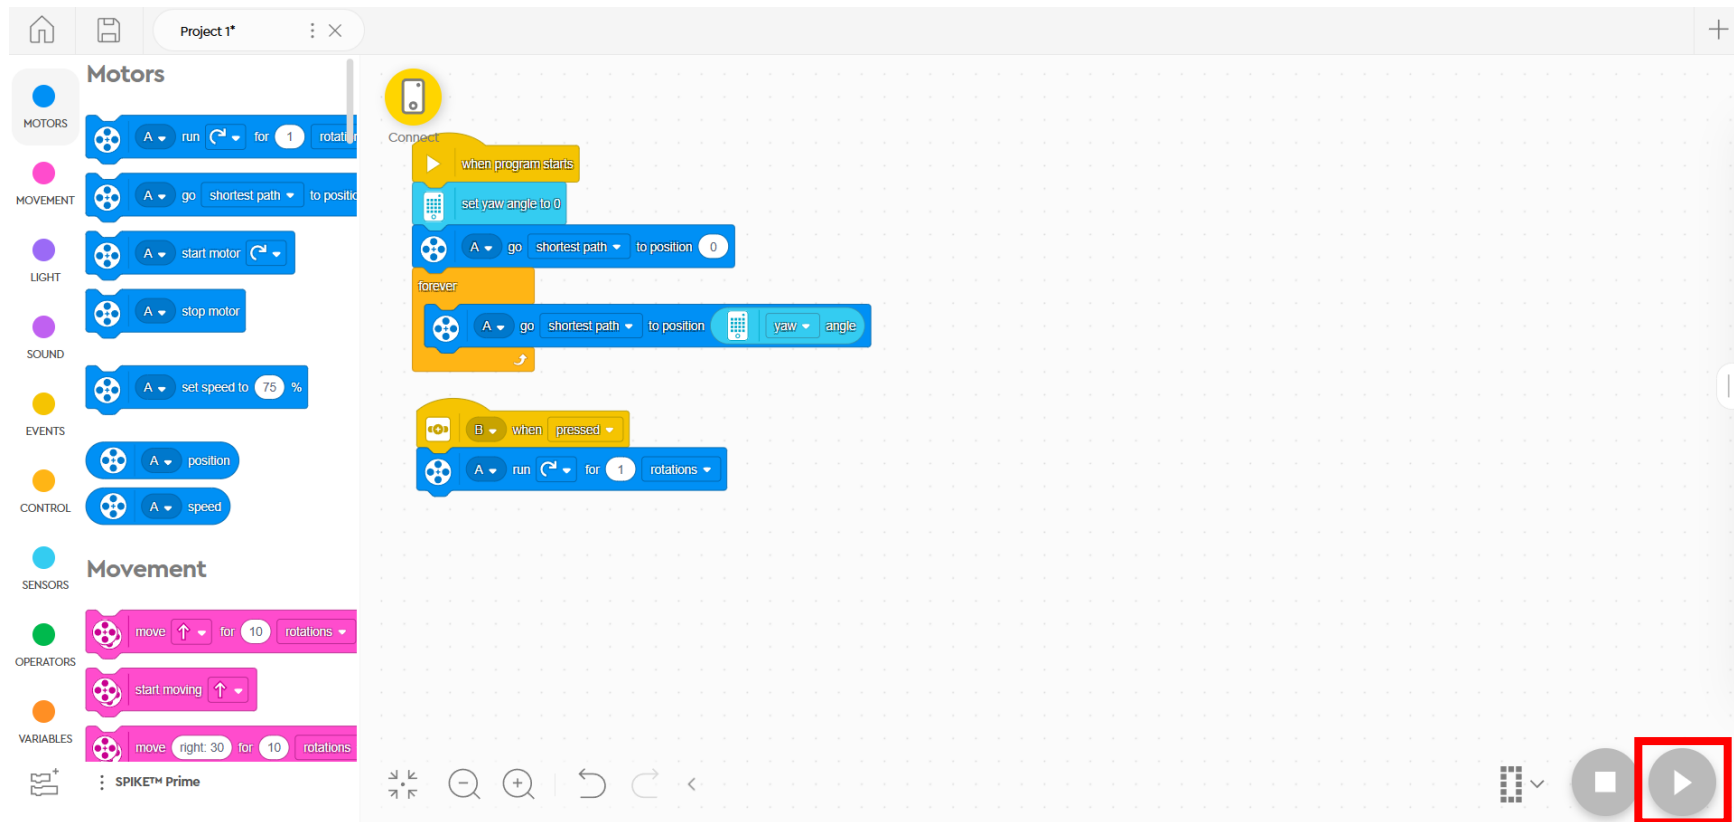 Project 1*
MOTORS
MOVEMENT
LIGHT
SOUND
EVENTS
CONTROL
SENSORS
OPERATORS
VARIABLES
Motors
A run for 1 rotati
A go shortest path to positic
A start motor
A stop motor
A set speed to 75 %
A position
A speed
Movement
move for 10 rotations
start moving
move right: 30 for 10 rotations
SPIKE™ Prime
Connect
when program starts
set yaw angle to 0
A go shortest path to position 0
forever
A go shortest path to position yaw angle
B when pressed
A run for 1 rotations